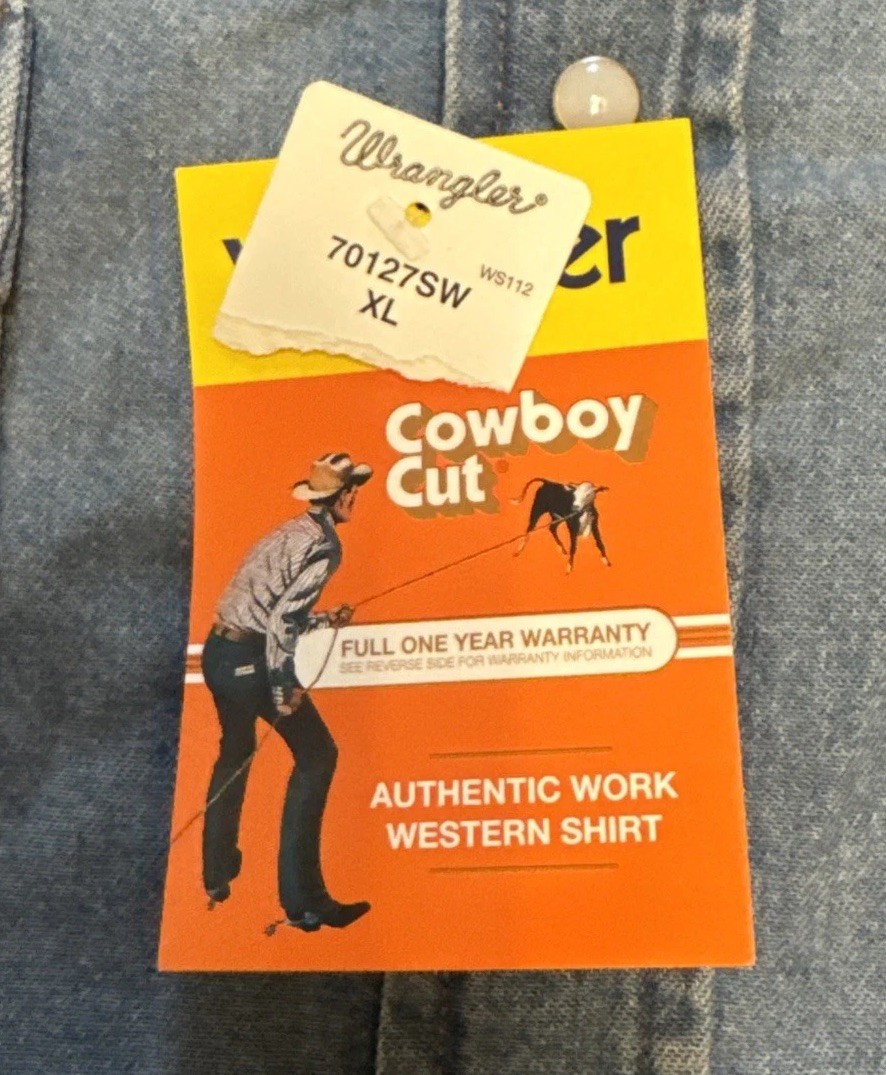 Wrangler®
70127SW
WS112
XL
Cowboy
Cut
FULL ONE YEAR WARRANTY
SEE REVERSE SIDE FOR WARRANTY INFORMATION
AUTHENTIC WORK
WESTERN SHIRT